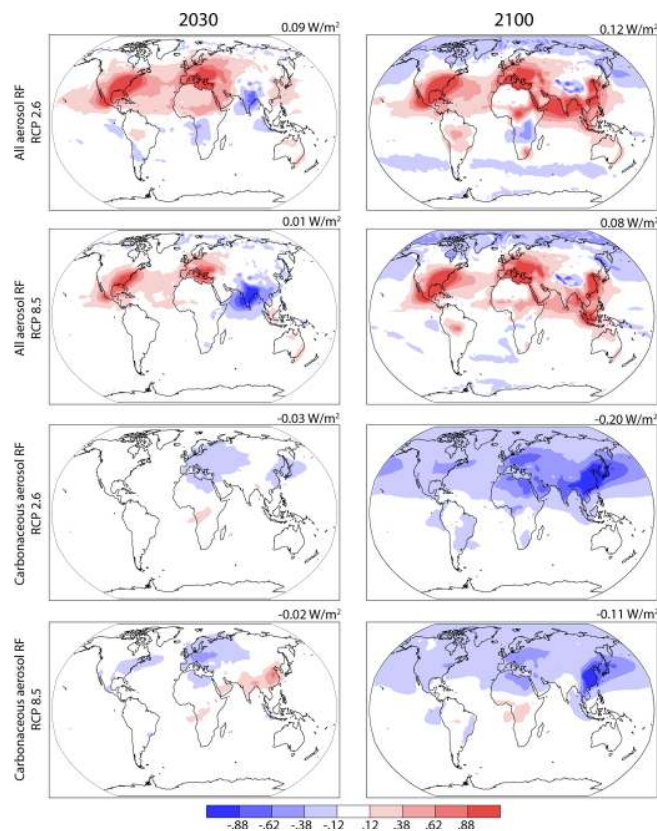 2030
2100
0.09 W/m²
0.12 W/m²
All aerosol RF
RCP 2.6
0.01 W/m²
0.08 W/m²
All aerosol RF
RCP 8.5
-0.03 W/m²
-0.20 W/m²
Carbonaceous aerosol RF
RCP 2.6
-0.02 W/m²
-0.11 W/m²
Carbonaceous aerosol RF
RCP 8.5
-.88 -.62 -.38 -.12 .12 .38 .62 .88